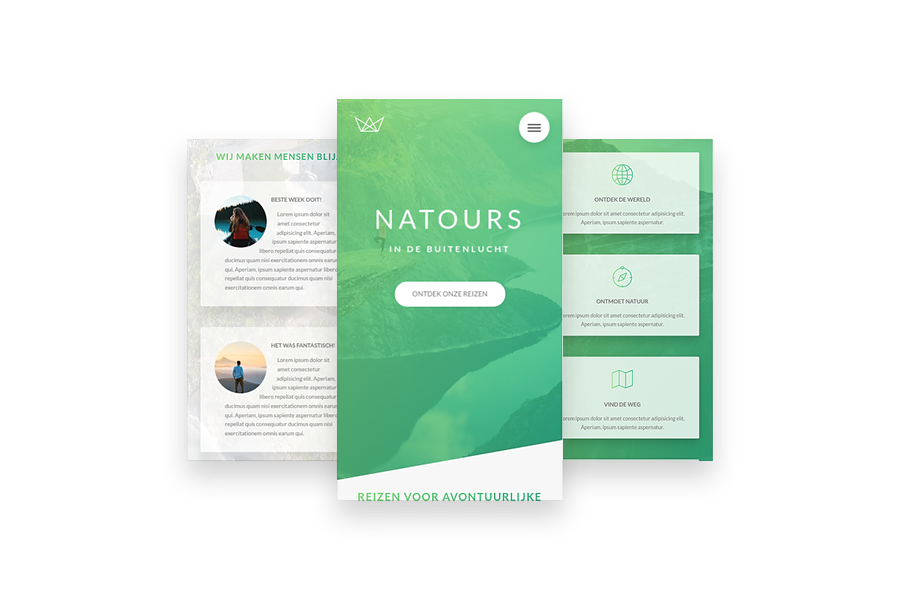 WIJ MAKEN MENSEN BLIJ
BESTE WEEK OOIT!
Lorem ipsum dolor sit
amet consectetur
adipisicing elit. Aperiam,
ipsum sapiente aspernatur
libero repellat quis consequatur
ducimus quam nisi exercitationem omnis
qui. Aperiam, ipsum sapiente aspernatur libero
repellat quis consequatur ducimus quam nisi
exercitationem omnis earum qui.
HET WAS FANTASTISCH!
Lorem ipsum dolor sit
amet consectetur
adipisicing elit. Aperiam,
ipsum sapiente aspernatur
libero repellat quis consequatur
ducimus quam nisi exercitationem omnis earum
qui. Aperiam, ipsum sapiente aspernatur libero
repellat quis consequatur ducimus quam nisi
exercitationem omnis earum qui.
NATOURS
IN DE BUITENLUCHT
ONTDEK ONZE REIZEN
REIZEN VOOR AVONTUURLIJKE
ONTDEK DE WERELD
ipsum dolor sit amet consectetur adipisicing elit.
Aperiam, ipsum sapiente aspernatur.
ONTMOET NATUUR
ipsum dolor sit amet consectetur adipisicing elit.
Aperiam, ipsum sapiente aspernatur.
VIND DE WEG
ipsum dolor sit amet consectetur adipisicing elit.
Aperiam, ipsum sapiente aspernatur.